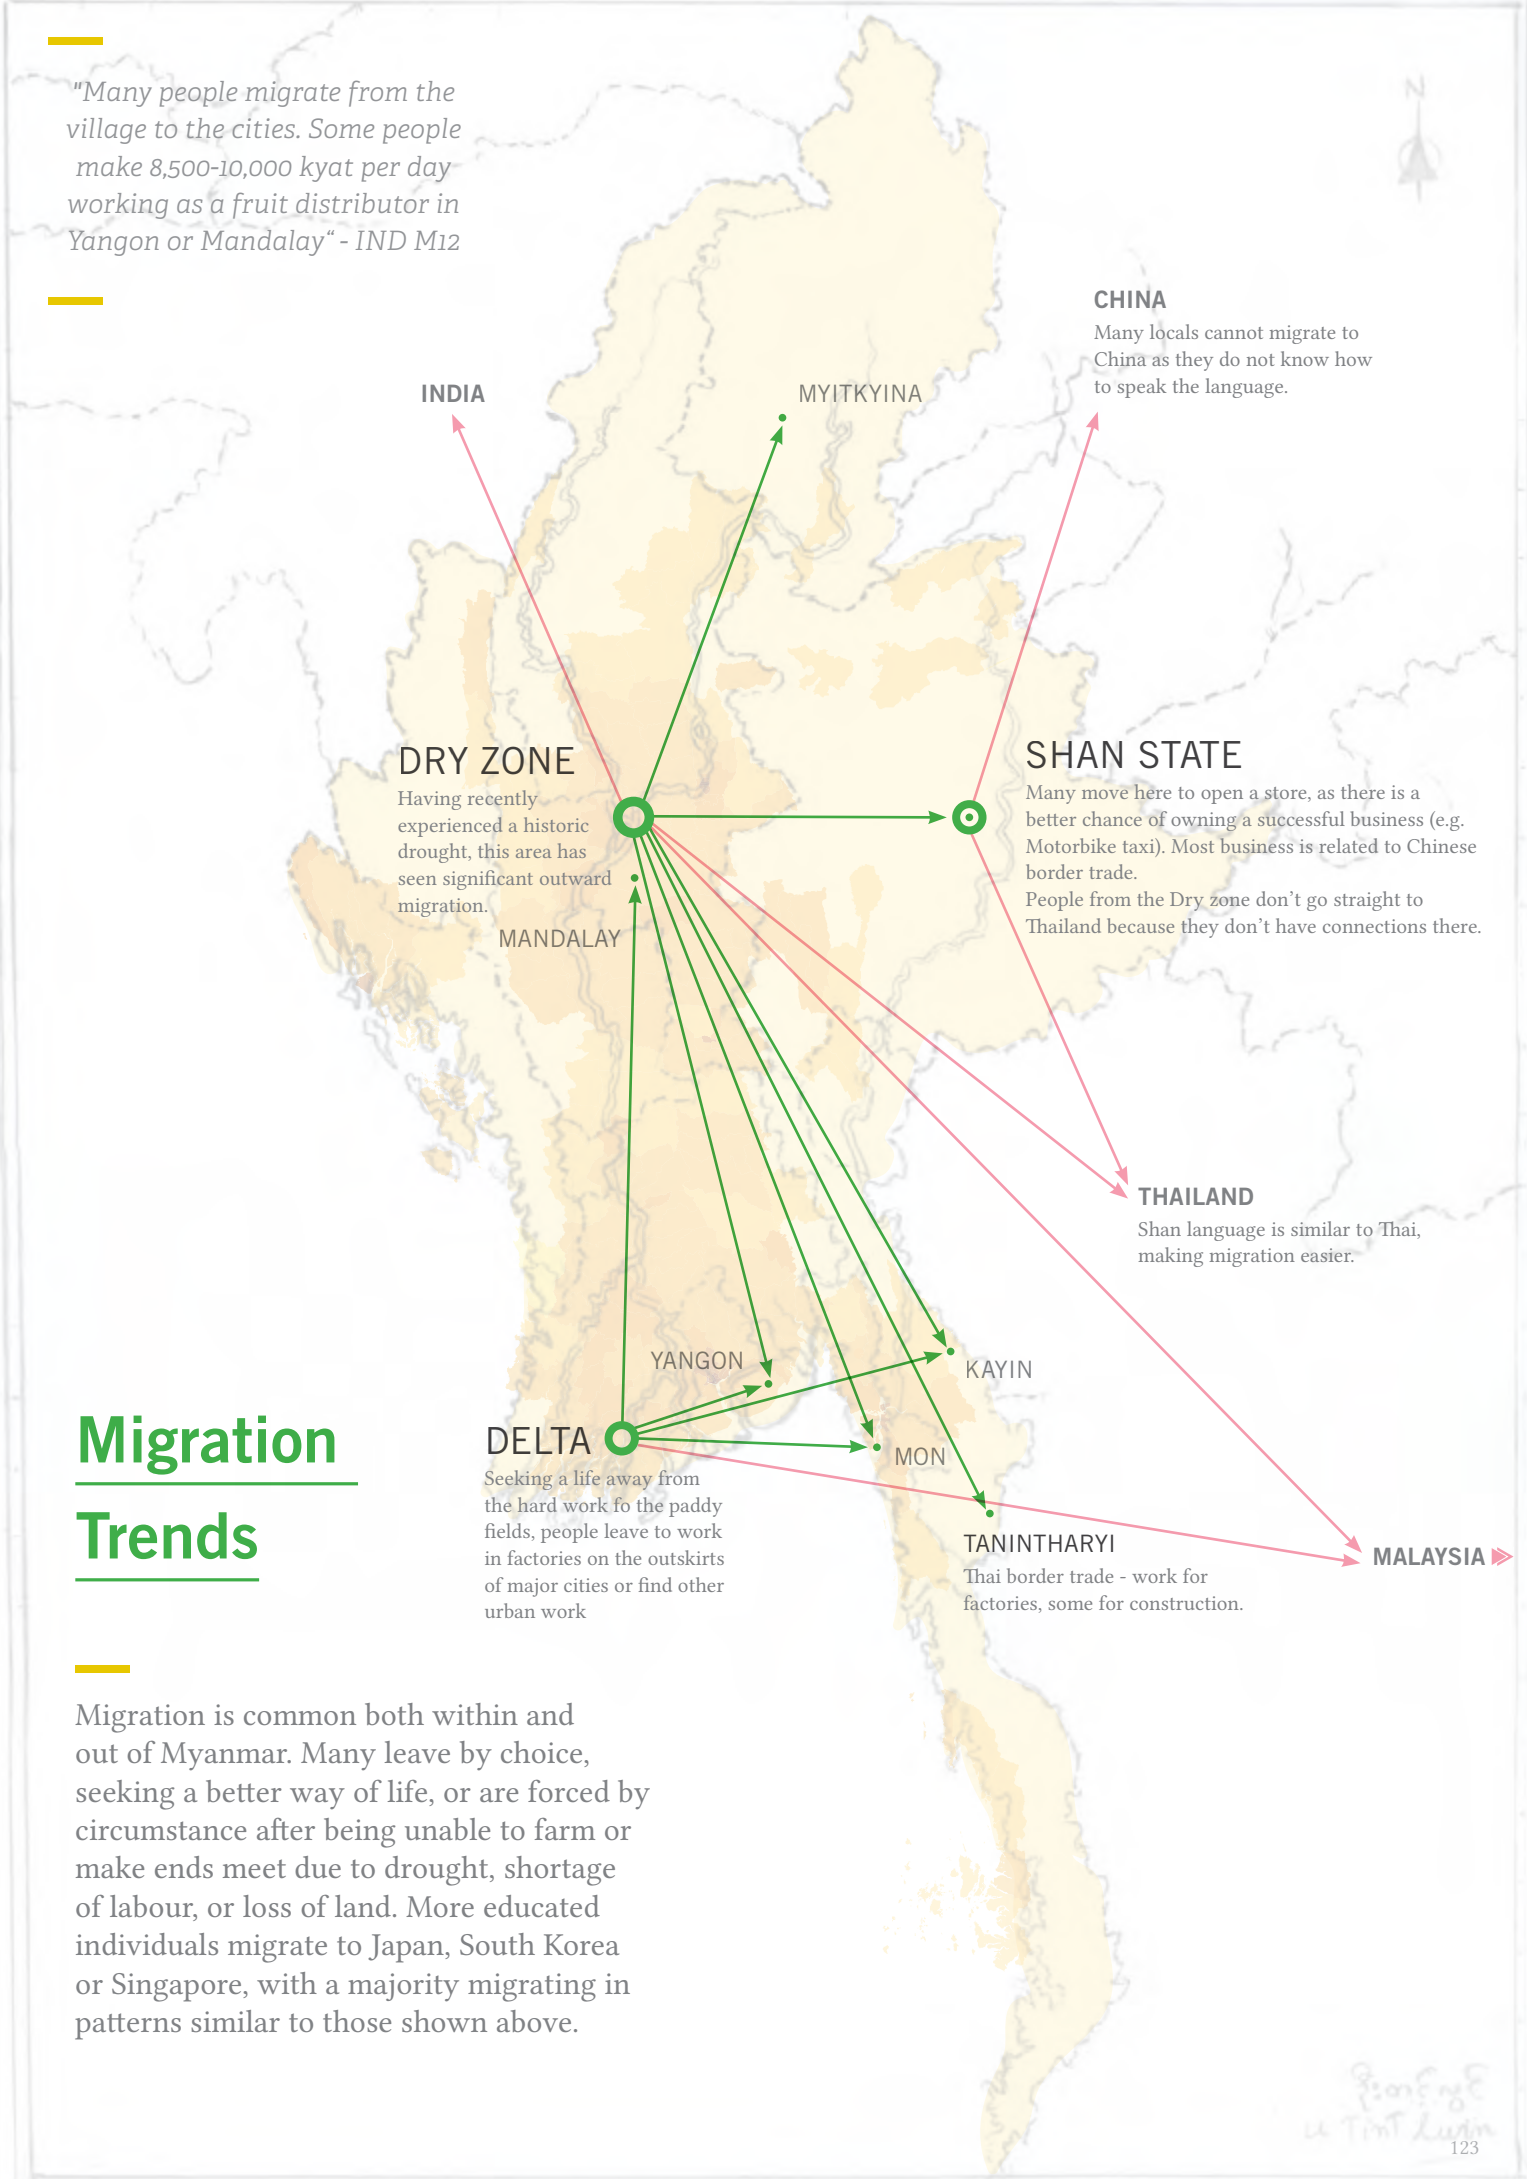 "Many people migrate from the
village to the cities. Some people
make 8,500-10,000 kyat per day
working as a fruit distributor in
Yangon or Mandalay“ - IND M12
N
CHINA
Many locals cannot migrate to
China as they do not know how
to speak the language.
INDIA
MYITKYINA
DRY ZONE
Having recently
experienced a historic
drought, this area has
seen significant outward
migration.
MANDALAY
SHAN STATE
Many move here to open a store, as there is a
better chance of owning a successful business (e.g.
Motorbike taxi). Most business is related to Chinese
border trade.
People from the Dry zone don’t go straight to
Thailand because they don’t have connections there.
THAILAND
Shan language is similar to Thai,
making migration easier.
YANGON
KAYIN
DELTA
Seeking a life away from
the hard work fo the paddy
fields, people leave to work
in factories on the outskirts
of major cities or find other
urban work
MON
TANINTHARYI
Thai border trade - work for
factories, some for construction.
MALAYSIA
Migration
Trends
Migration is common both within and
out of Myanmar. Many leave by choice,
seeking a better way of life, or are forced by
circumstance after being unable to farm or
make ends meet due to drought, shortage
of labour, or loss of land. More educated
individuals migrate to Japan, South Korea
or Singapore, with a majority migrating in
patterns similar to those shown above.
U TinT
123